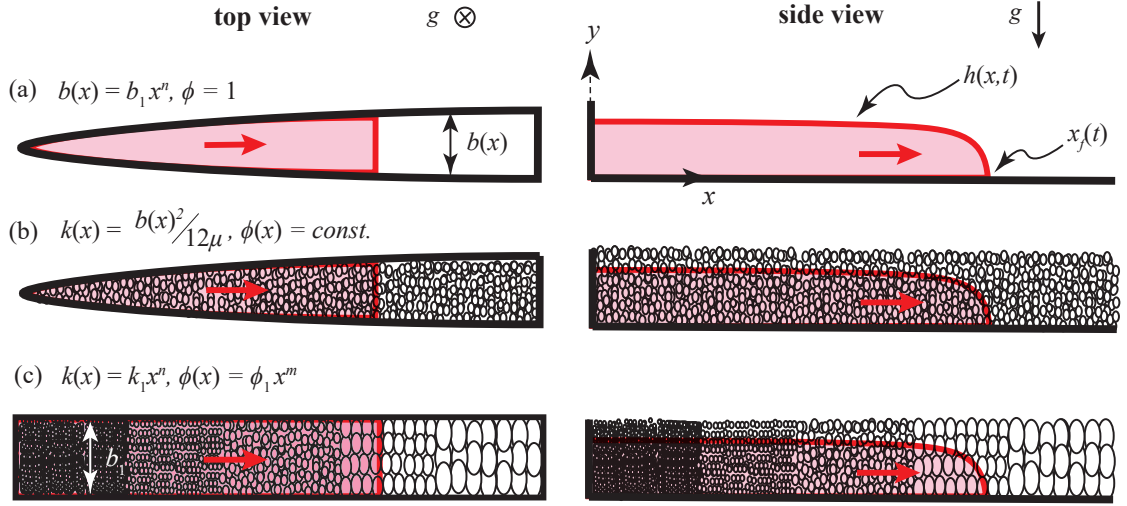 top view g ⊗ side view g
y
(a) b(x) = b₁xⁿ, ϕ = 1
h(x,t)
b(x)
x_f(t)
x
(b) k(x) = b(x)²/12μ, ϕ(x) = const.
(c) k(x) = k₁xⁿ, ϕ(x) = ϕ₁xᵐ
b₁